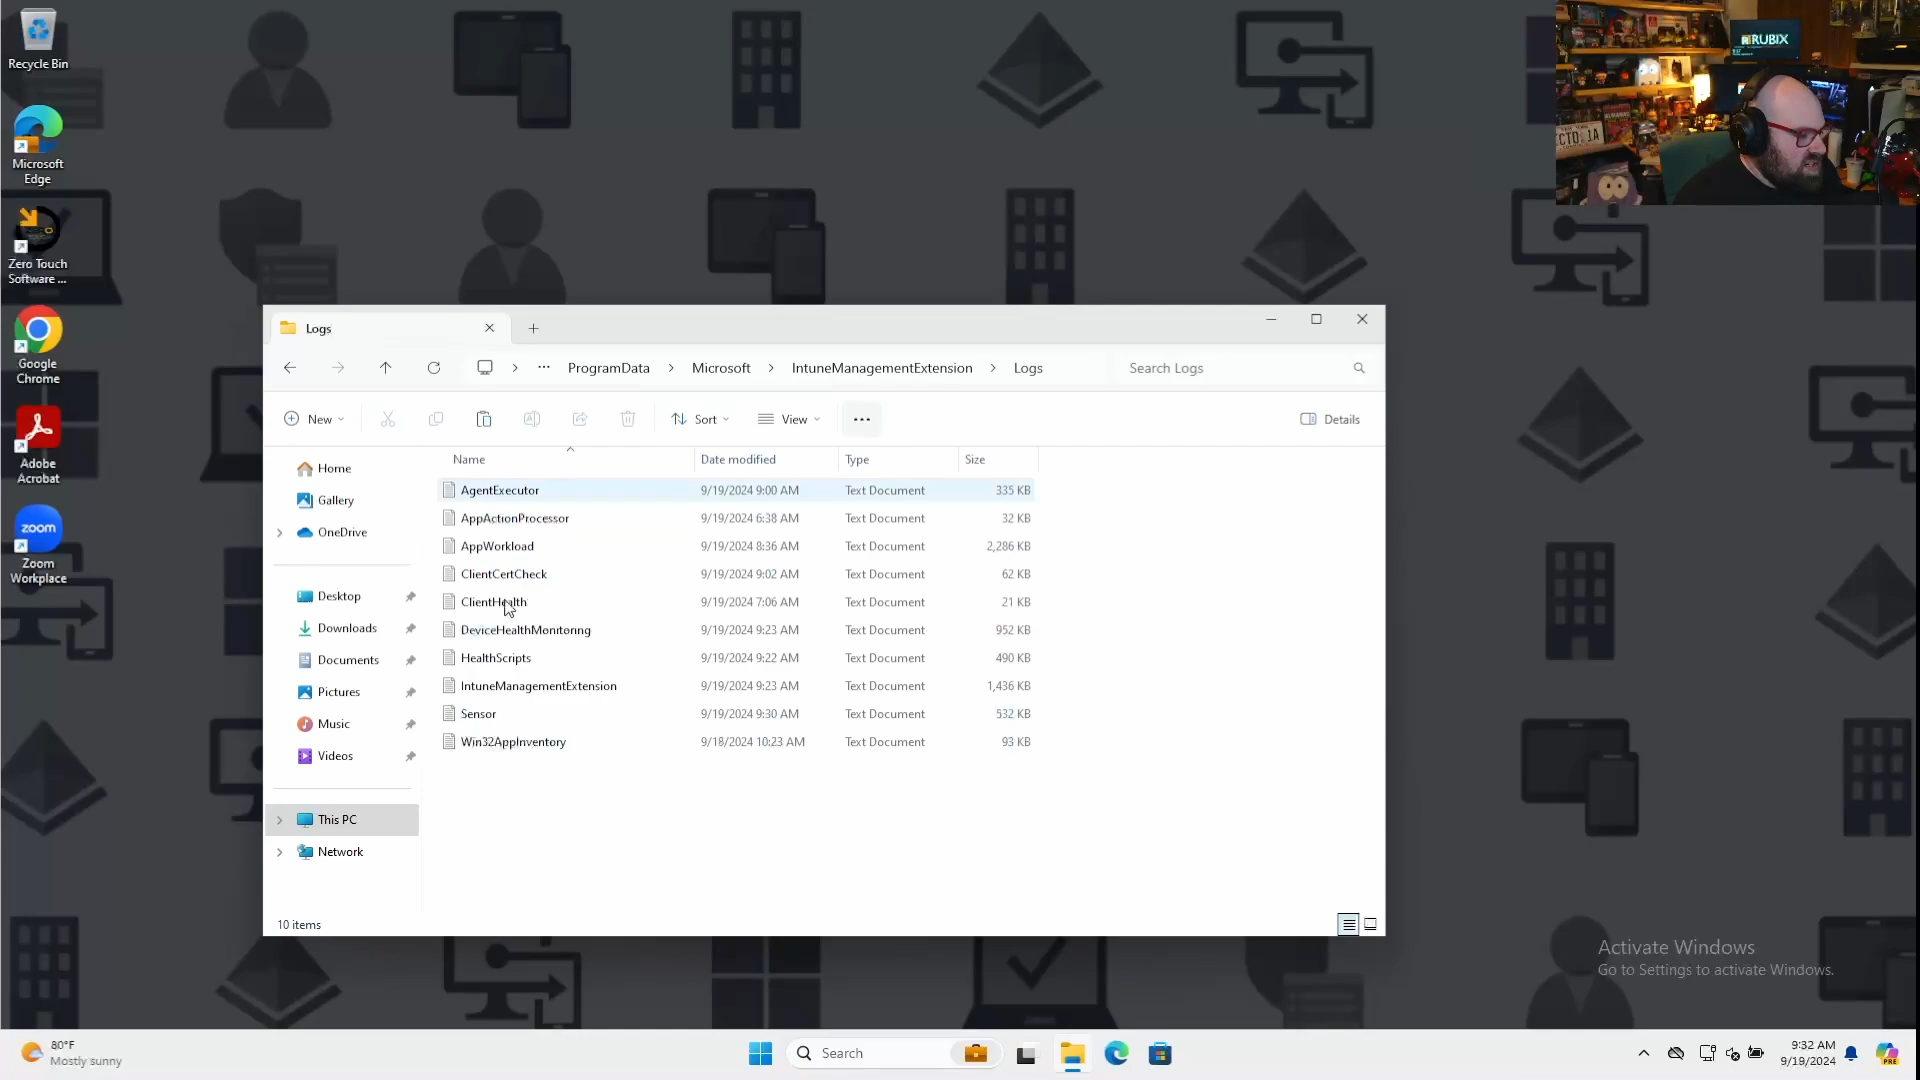 Recycle Bin
Microsoft
Edge
Zero Touch
Software ...
Google
Chrome
Adobe
Acrobat
zoom
Zoom
Workplace
RUBIX
Logs
ProgramData
Microsoft
IntuneManagementExtension
Logs
Search Logs
New
Sort
View
Details
Name
Date modified
Type
Size
AgentExecutor 9/19/2024 9:00 AM Text Document 335 KB
AppActionProcessor 9/19/2024 6:38 AM Text Document 32 KB
AppWorkload 9/19/2024 8:36 AM Text Document 2,286 KB
ClientCertCheck 9/19/2024 9:02 AM Text Document 62 KB
ClientHealth 9/19/2024 7:06 AM Text Document 21 KB
DeviceHealthMonitoring 9/19/2024 9:23 AM Text Document 952 KB
HealthScripts 9/19/2024 9:22 AM Text Document 490 KB
IntuneManagementExtension 9/19/2024 9:23 AM Text Document 1,436 KB
Sensor 9/19/2024 9:30 AM Text Document 532 KB
Win32AppInventory 9/18/2024 10:23 AM Text Document 93 KB
Home
Gallery
OneDrive
Desktop
Downloads
Documents
Pictures
Music
Videos
This PC
Network
10 items
Activate Windows
Go to Settings to activate Windows.
80°F
Mostly sunny
Search
9:32 AM
9/19/2024
PRE